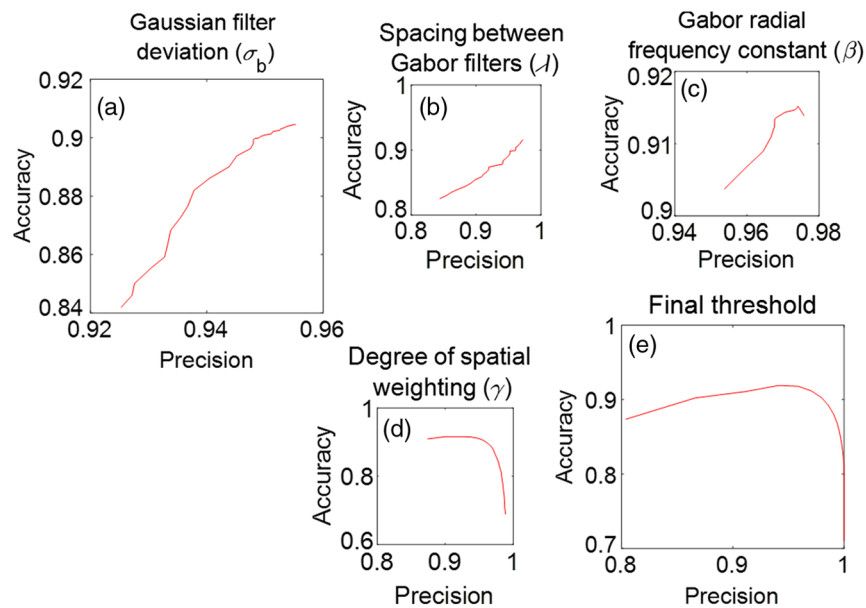 Gaussian filter
deviation (σb)
(a)
0.92
0.9
0.88
0.86
0.84
0.92
0.94
0.96
Accuracy
Precision
Spacing between
Gabor filters (λ)
(b)
1
0.9
0.8
0.8
0.9
1
Accuracy
Precision
Gabor radial
frequency constant (β)
(c)
0.92
0.91
0.9
0.94
0.96
0.98
Accuracy
Precision
Degree of spatial
weighting (γ)
(d)
1
0.8
0.6
0.8
0.9
1
Accuracy
Precision
Final threshold
(e)
1
0.9
0.8
0.7
0.8
0.9
1
Accuracy
Precision